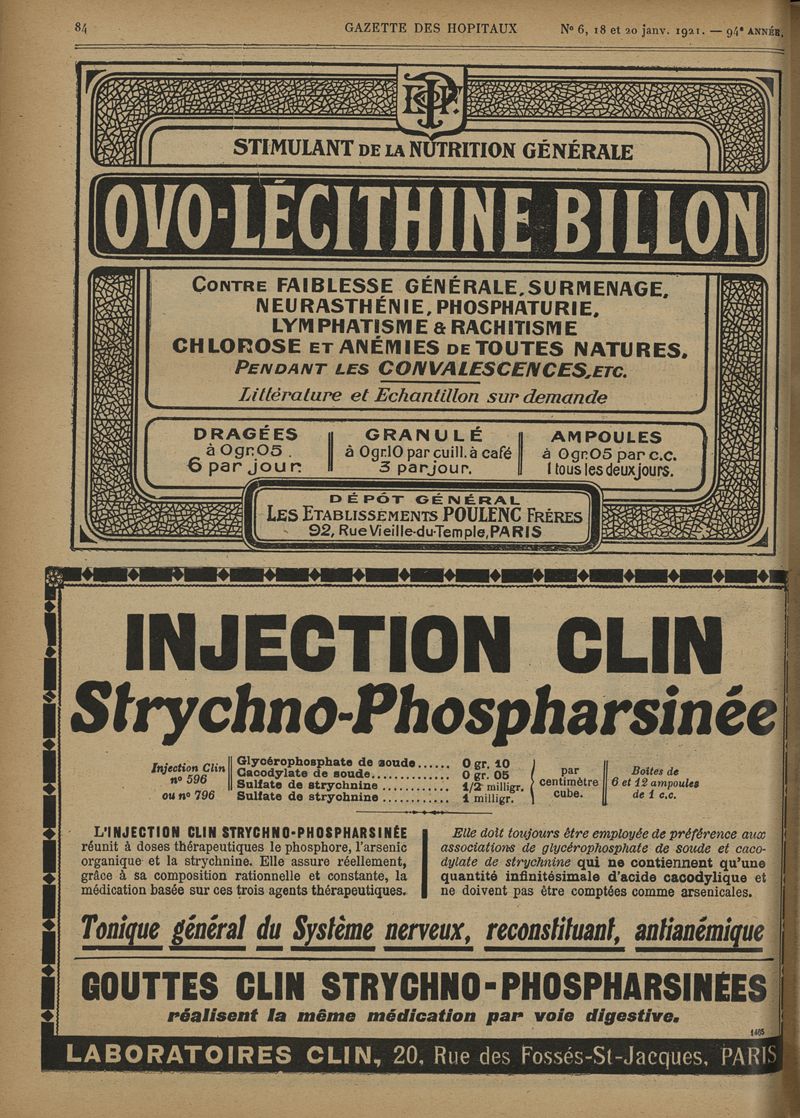 84
GAZETTE DES HOPITAUX
N° 6, 18 et 20 janv. 1921. — 94e ANNÉE.
STIMULANT DE LA NUTRITION GÉNÉRALE
OVO-LÉCITHINE BILLON
CONTRE FAIBLESSE GÉNÉRALE, SURMENAGE,
NEURASTHÉNIE, PHOSPHATURIE,
LYMPHATISME & RACHITISME
CHLOROSE ET ANÉMIES DE TOUTES NATURES,
PENDANT LES CONVALESCENCES, ETC.
Littérature et Echantillon sur demande
DRAGÉES
à 0gr.05.
6 par jour.
GRANULÉ
à 0gr.10 par cuill. à café
3 par jour.
AMPOULES
à 0gr.05 par c.c.
1 tous les deux jours.
DÉPÔT GÉNÉRAL
LES ETABLISSEMENTS POULENC FRÈRES
92, Rue Vieille-du-Temple, PARIS
INJECTION CLIN
Strychno-Phospharsinée
Injection Clin
n° 596
ou n° 796
Glycérophosphate de soude...... 0 gr. 10
Cacodylate de soude............. 0 gr. 05
Sulfate de strychnine ............ 1/2 milligr.
Sulfate de strychnine ............ 1 milligr.
par
centimètre
cube.
Boîtes de
6 et 12 ampoules
de 1 c.c.
L'INJECTION CLIN STRYCHNO-PHOSPHARSINÉE
réunit à doses thérapeutiques le phosphore, l'arsenic
organique et la strychnine. Elle assure réellement,
grâce à sa composition rationnelle et constante, la
médication basée sur ces trois agents thérapeutiques.
Elle doit toujours être employée de préférence aux
associations de glycérophosphate de soude et caco-
dylate de strychnine qui ne contiennent qu'une
quantité infinitésimale d'acide cacodylique et
ne doivent pas être comptées comme arsenicales.
Tonique général du Système nerveux, reconstituant, antianémique
GOUTTES CLIN STRYCHNO-PHOSPHARSINÉES
réalisent la même médication par voie digestive.
1465
LABORATOIRES CLIN, 20, Rue des Fossés-St-Jacques, PARIS